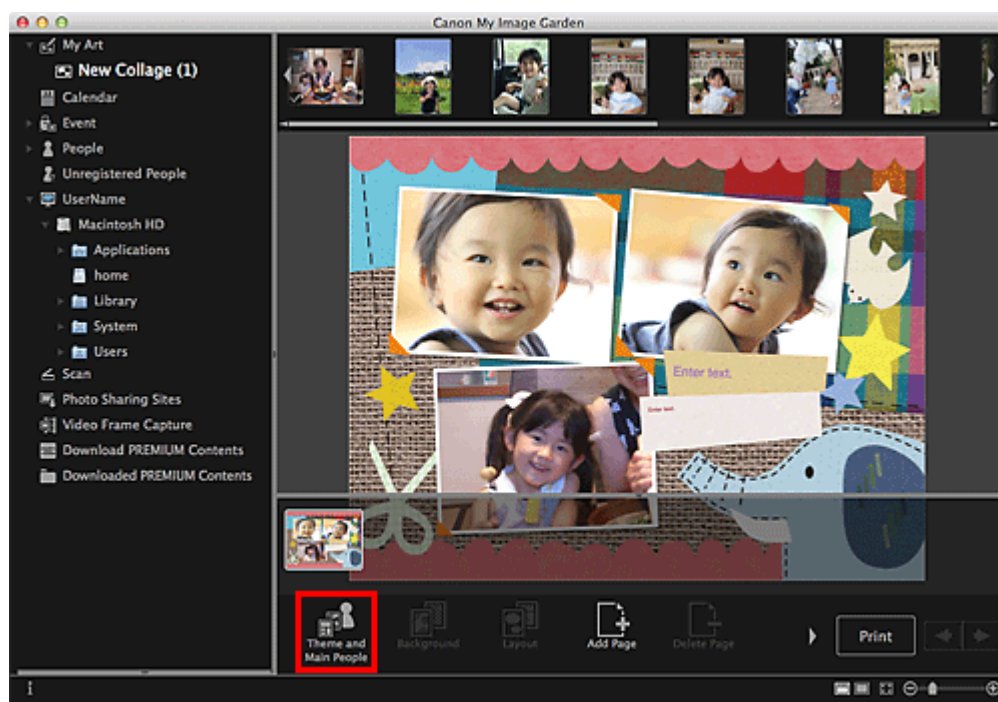 Canon My Image Garden
My Art
New Collage (1)
Calendar
Event
People
Unregistered People
UserName
Macintosh HD
Applications
home
Library
System
Users
Scan
Photo Sharing Sites
Video Frame Capture
Download PREMIUM Contents
Downloaded PREMIUM Contents
Enter text.
Enter text.
Theme and
Main People
Background
Layout
Add Page
Delete Page
Print